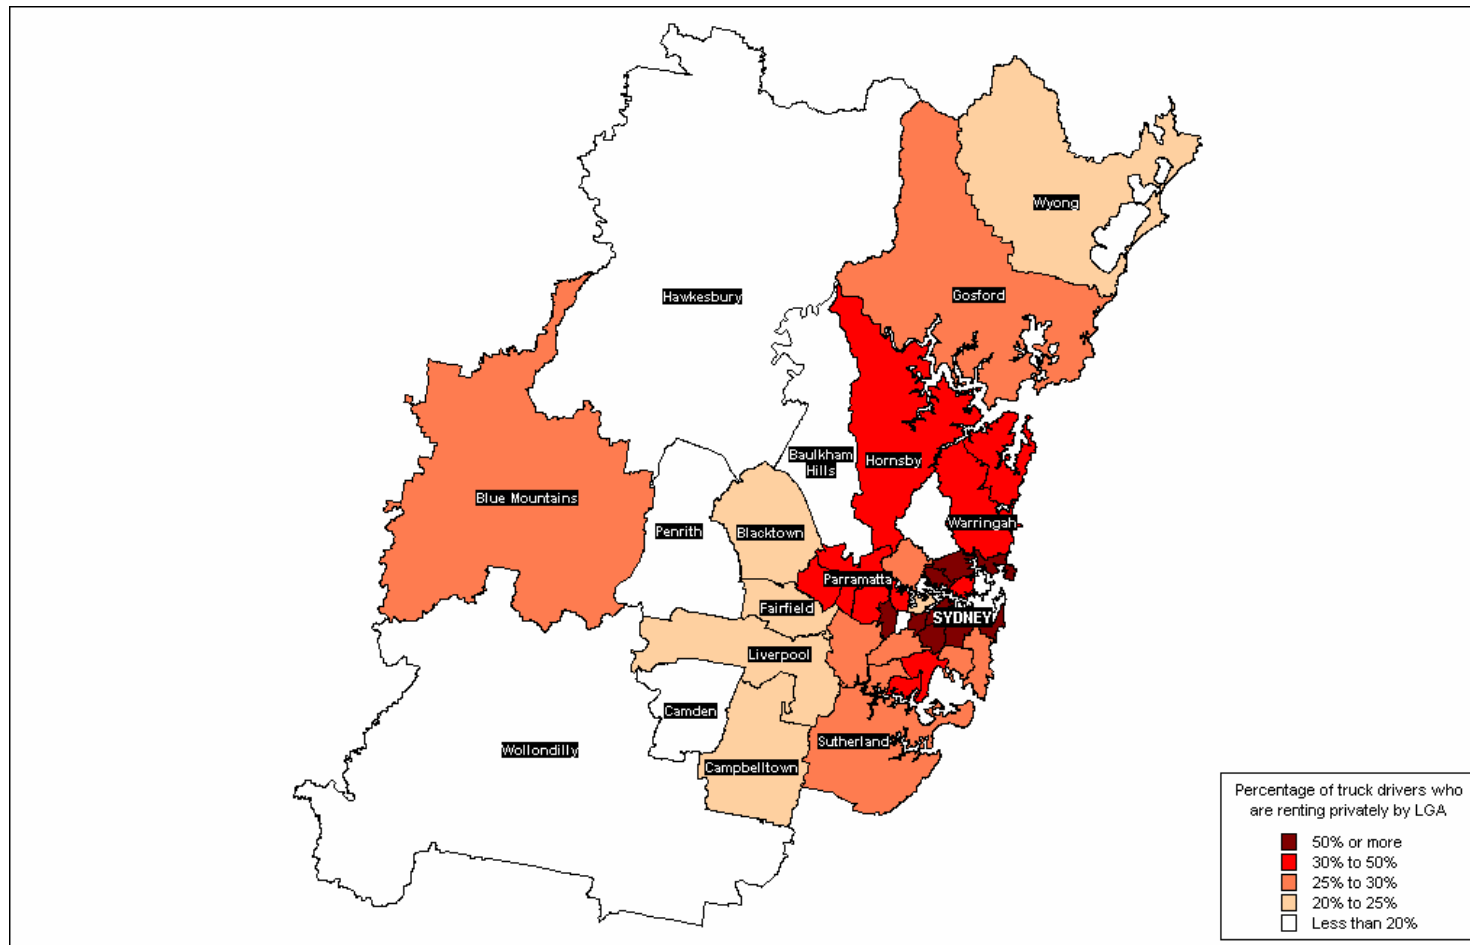 Wyong
Hawkesbury
Gosford
Baulkham
Hills
Hornsby
Blue Mountains
Penrith
Blacktown
Warringah
Parramatta
Fairfield
SYDNEY
Liverpool
Camden
Sutherland
Wollondilly
Campbelltown
Percentage of truck drivers who
are renting privately by LGA
50% or more
30% to 50%
25% to 30%
20% to 25%
Less than 20%